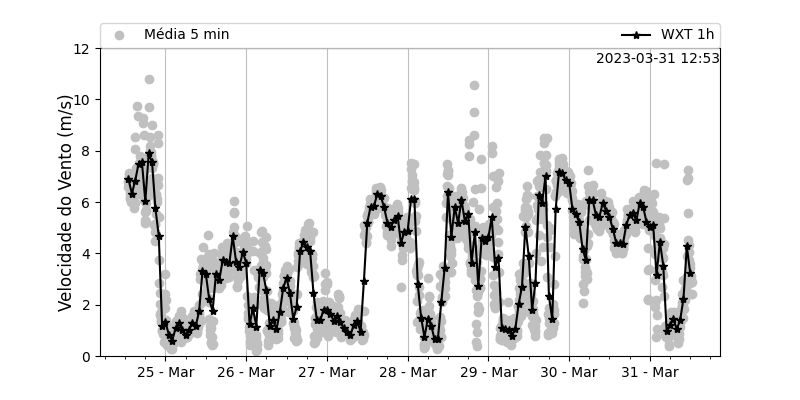 Média 5 min
WXT 1h
2023-03-31 12:53
Velocidade do Vento (m/s)
12
10
8
6
4
2
0
25 - Mar
26 - Mar
27 - Mar
28 - Mar
29 - Mar
30 - Mar
31 - Mar